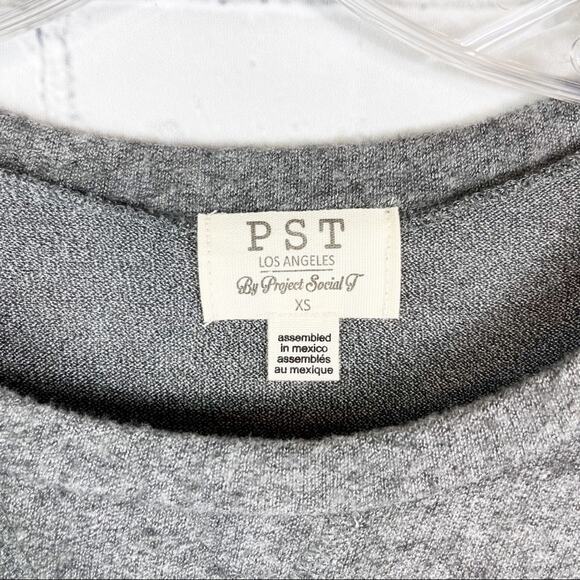 PST
LOS ANGELES
By Project Social T
XS
assembled
in mexico
assemblés
au mexique